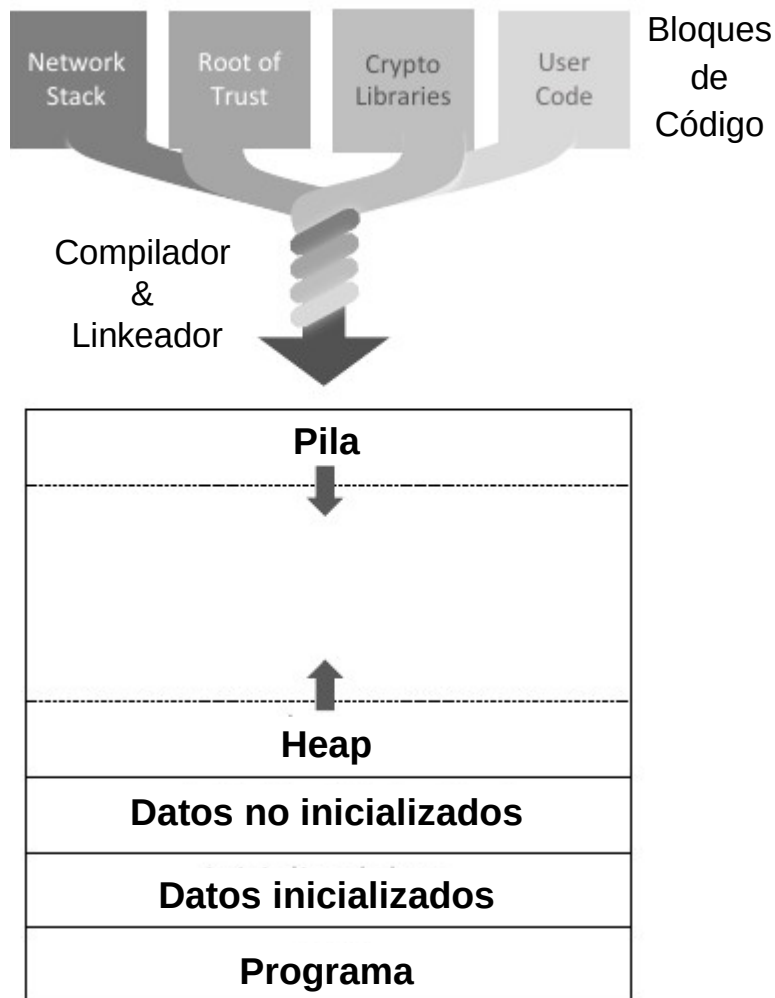 Network
Stack
Root of
Trust
Crypto
Libraries
User
Code
Bloques
de
Código
Compilador
&
Linkeador
Pila
Heap
Datos no inicializados
Datos inicializados
Programa